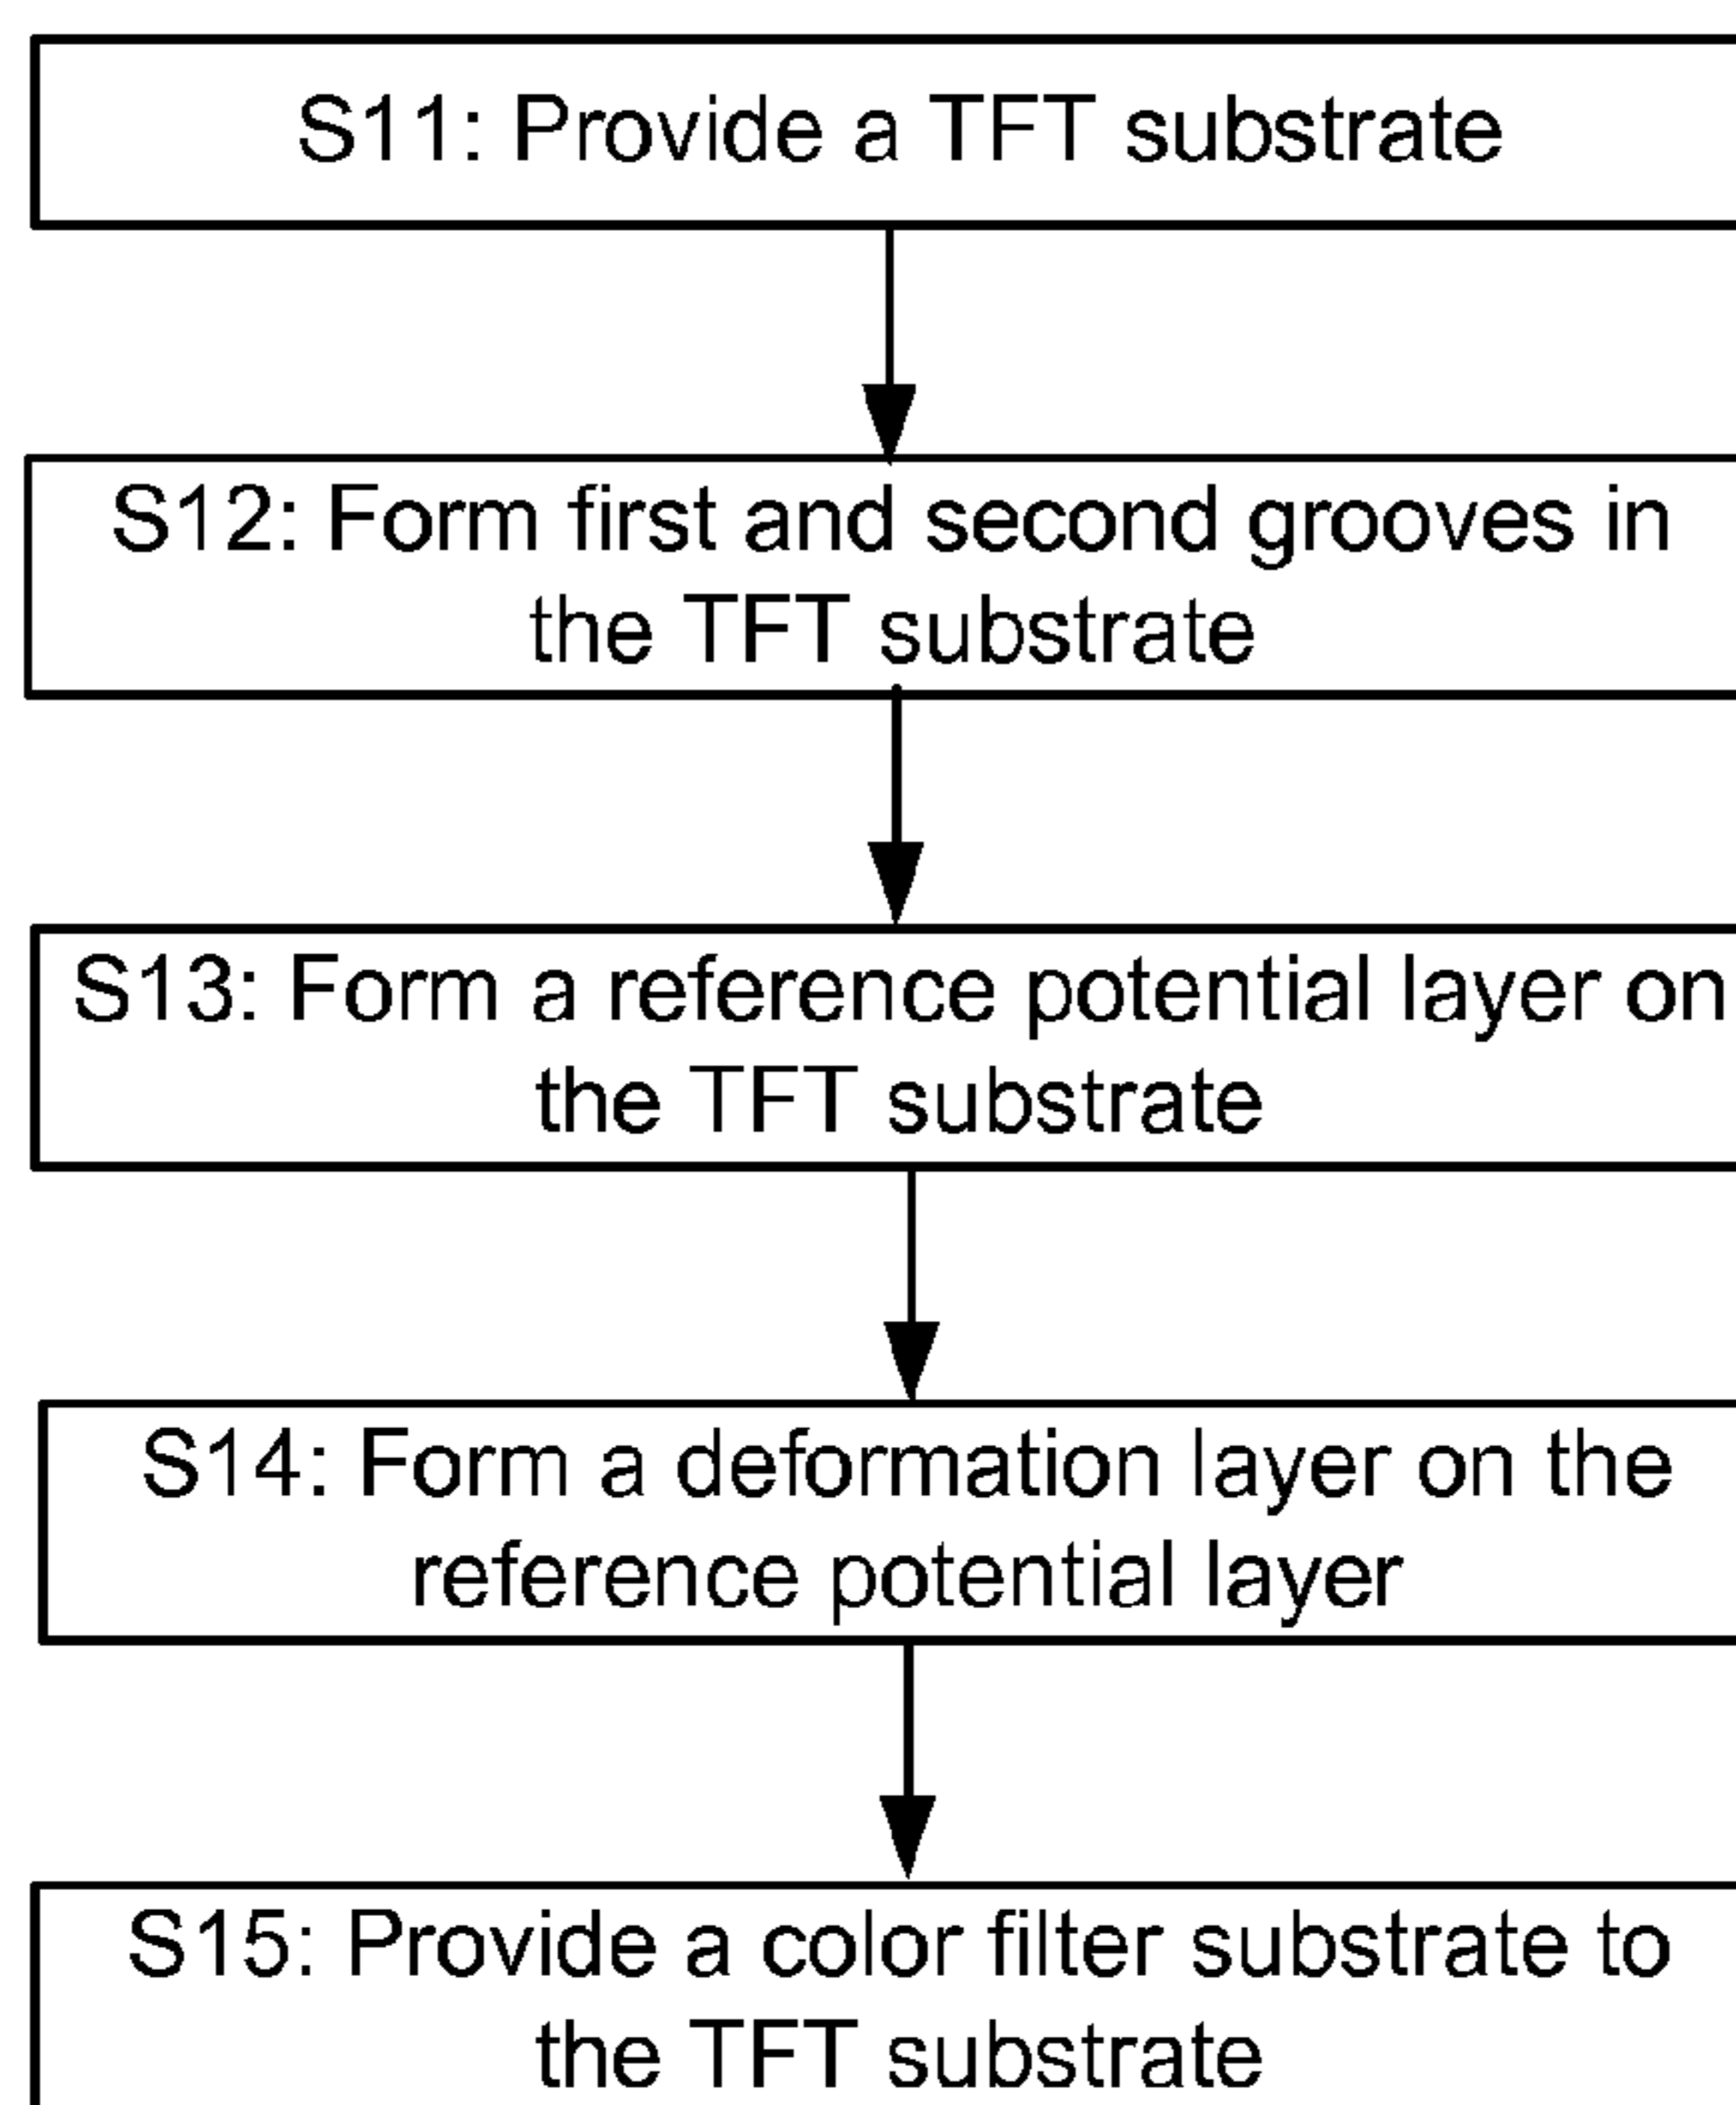 S11: Provide a TFT substrate
S12: Form first and second grooves in
the TFT substrate
S13: Form a reference potential layer on
the TFT substrate
S14: Form a deformation layer on the
reference potential layer
S15: Provide a color filter substrate to
the TFT substrate